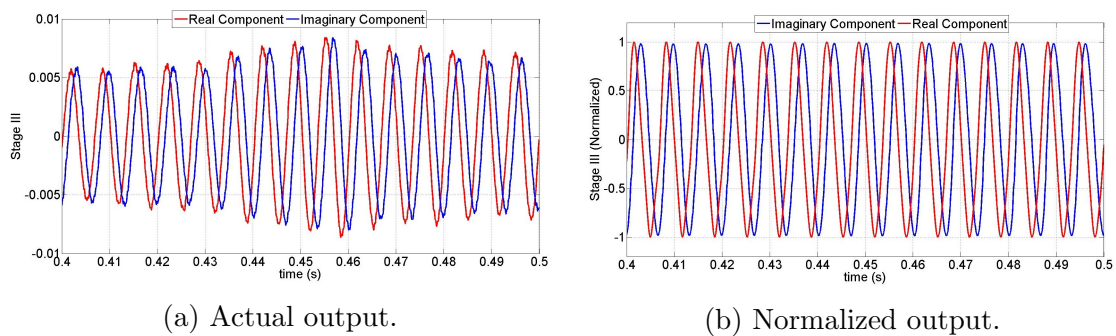 Real Component Imaginary Component
0.01
0.005
0
-0.005
-0.01
Stage III
0.4 0.41 0.42 0.43 0.44 0.45 0.46 0.47 0.48 0.49 0.5
time (s)
(a) Actual output.
Imaginary Component Real Component
1
0.5
0
-0.5
-1
Stage III (Normalized)
0.4 0.41 0.42 0.43 0.44 0.45 0.46 0.47 0.48 0.49 0.5
time (s)
(b) Normalized output.